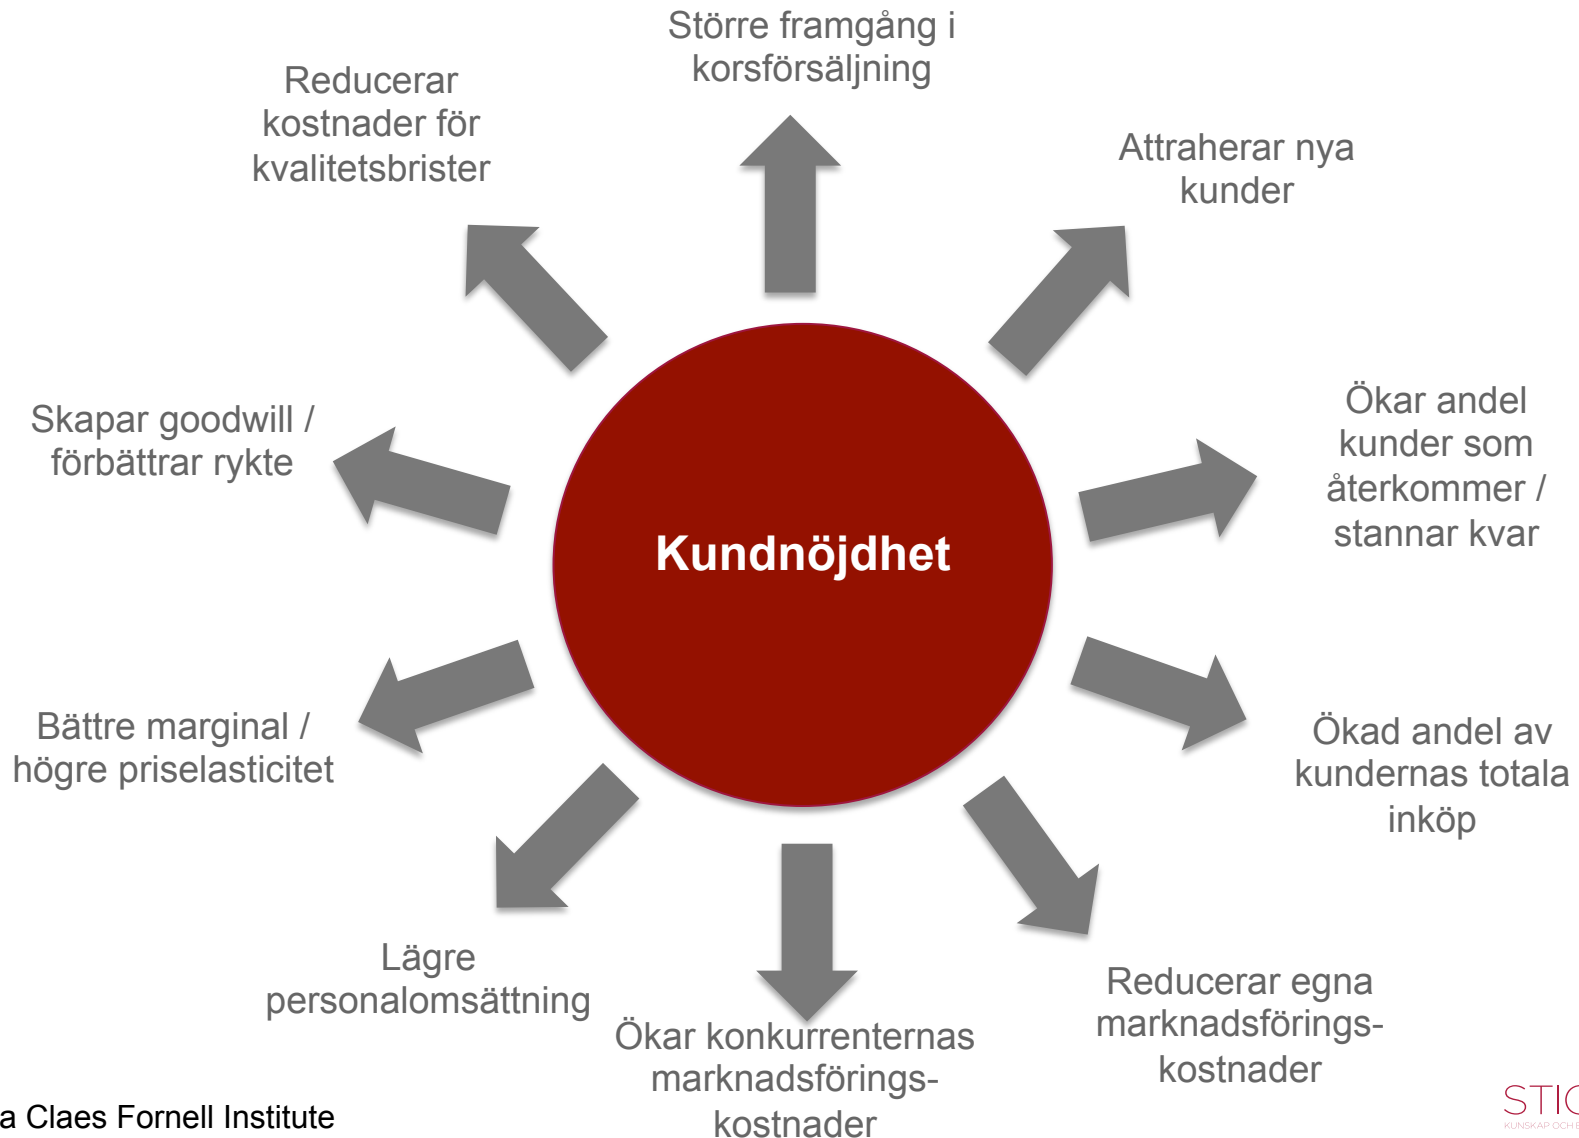 Större framgång i
korsförsäljning
Reducerar
kostnader för
kvalitetsbrister
Attraherar nya
kunder
Skapar goodwill /
förbättrar rykte
Ökar andel
kunder som
återkommer /
stannar kvar
Kundnöjdhet
Bättre marginal /
högre priselasticitet
Ökad andel av
kundernas totala
inköp
Lägre
personalomsättning
Reducerar egna
marknadsförings-
kostnader
Ökar konkurrenternas
marknadsförings-
kostnader
a Claes Fornell Institute
KUNSKAP OCH